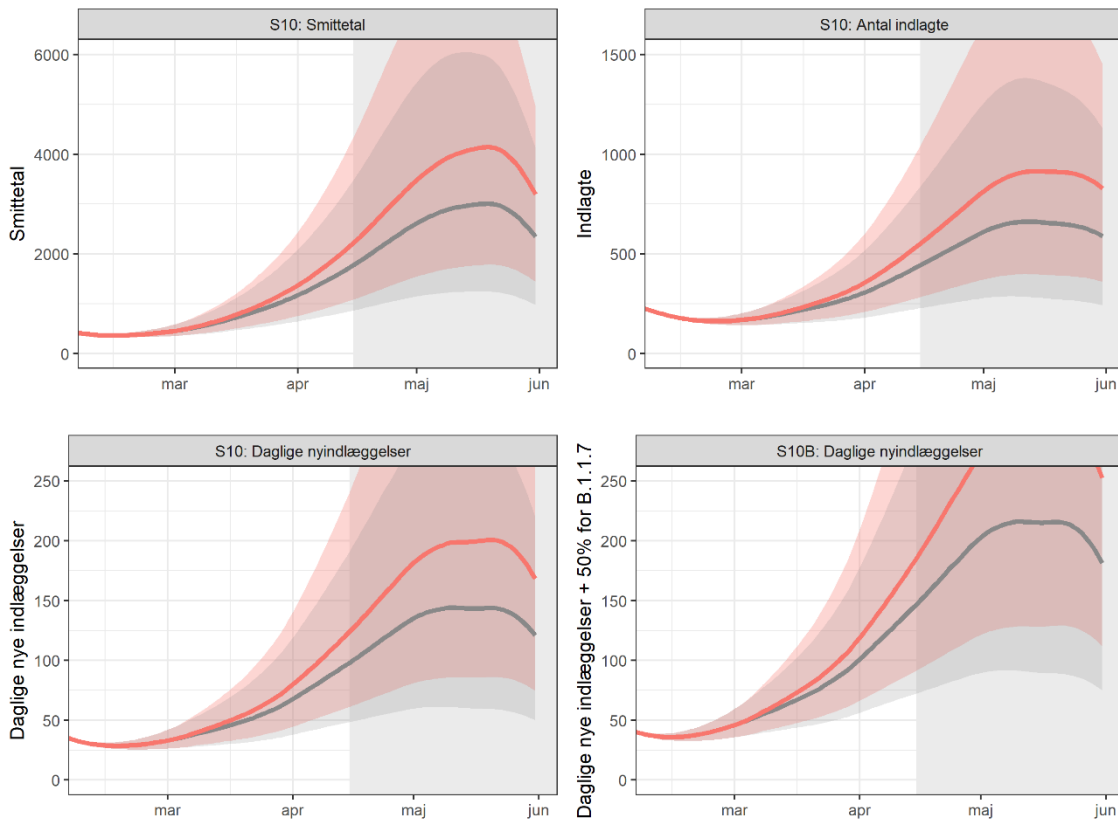 S10: Smittetal
Smittetal
6000
4000
2000
0
mar apr maj jun
S10: Antal indlagte
Indlagte
1500
1000
500
0
mar apr maj jun
S10: Daglige nyindlæggelser
Daglige nye indlæggelser
250
200
150
100
50
0
mar apr maj jun
S10B: Daglige nyindlæggelser
Daglige nye indlæggelser + 50% for B.1.1.7
250
200
150
100
50
0
mar apr maj jun